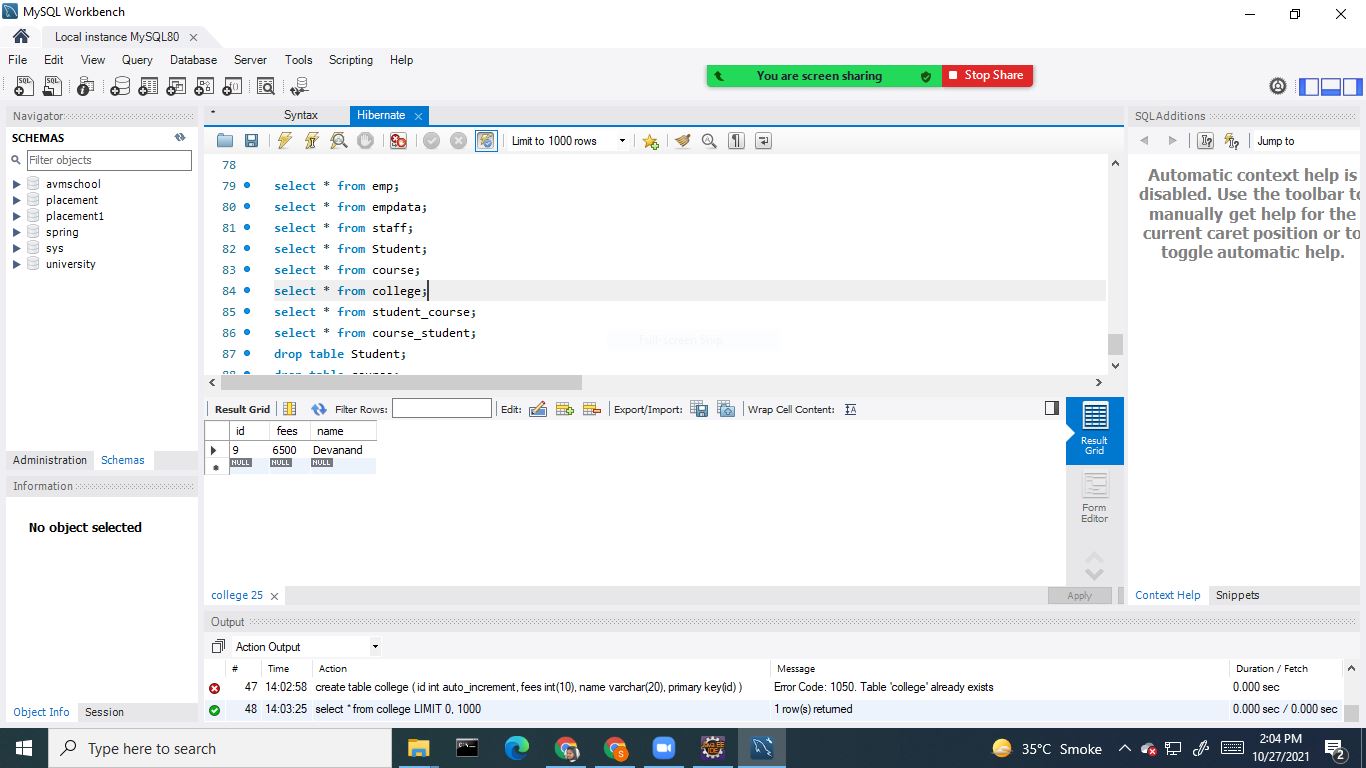 MySQL Workbench
Local instance MySQL80
File Edit View Query Database Server Tools Scripting Help
You are screen sharing
Stop Share
Navigator
SCHEMAS
Filter objects
avmschool
placement
placement1
spring
sys
university
Administration Schemas
Information
No object selected
Object Info Session
* Syntax Hibernate
Limit to 1000 rows
78
79 select * from emp;
80 select * from empdata;
81 select * from staff;
82 select * from Student;
83 select * from course;
84 select * from college;
85 select * from student_course;
86 select * from course_student;
87 drop table Student;
88 drop table course;
Full-screen Snip
Result Grid Filter Rows: Edit: Export/Import: Wrap Cell Content:
id fees name
9 6500 Devanand
NULL NULL NULL
Result Grid
Form Editor
college 25
Apply
SQLAdditions
Jump to
Automatic context help is
disabled. Use the toolbar to
manually get help for the
current caret position or to
toggle automatic help.
Context Help Snippets
Output
Action Output
# Time Action Message Duration / Fetch
47 14:02:58 create table college ( id int auto_increment, fees int(10), name varchar(20), primary key(id) ) Error Code: 1050. Table 'college' already exists 0.000 sec
48 14:03:25 select * from college LIMIT 0, 1000 1 row(s) returned 0.000 sec / 0.000 sec
Type here to search
35°C Smoke
2:04 PM
10/27/2021
2